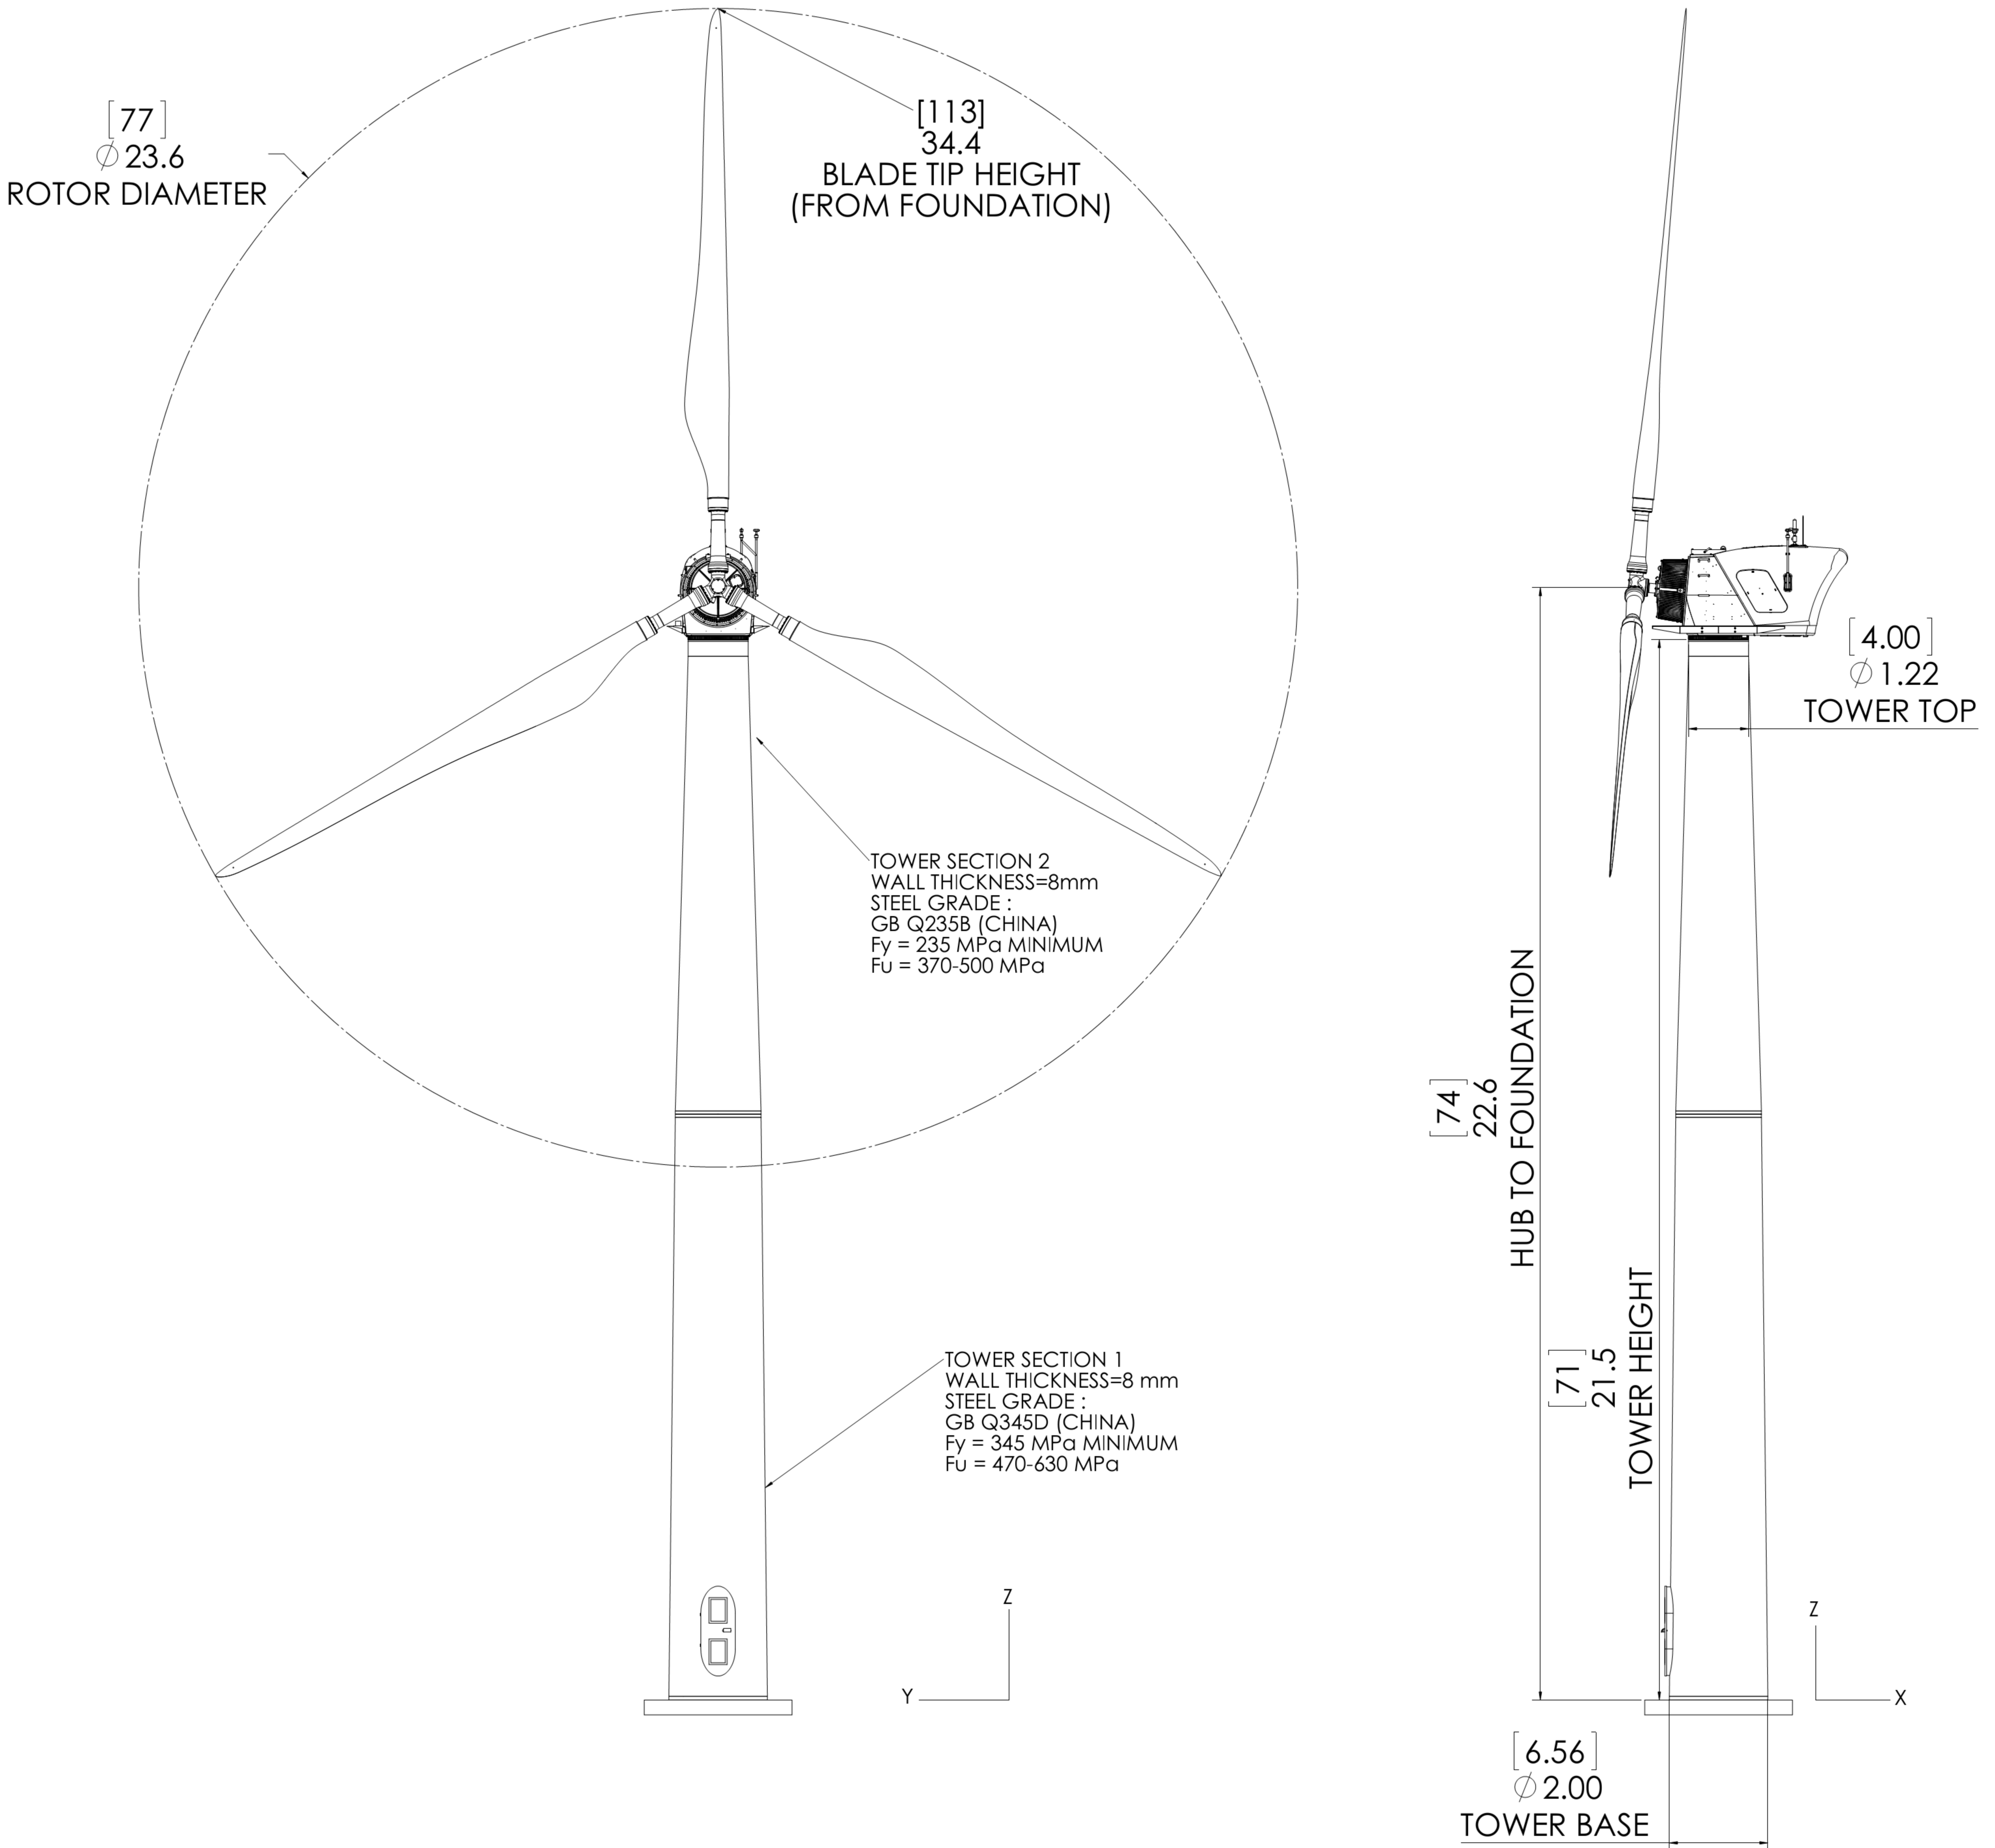 [77]
∅ 23.6
ROTOR DIAMETER
[113]
34.4
BLADE TIP HEIGHT
(FROM FOUNDATION)
[4.00]
∅ 1.22
TOWER TOP
TOWER SECTION 2
WALL THICKNESS=8mm
STEEL GRADE :
GB Q235B (CHINA)
Fy = 235 MPa MINIMUM
Fu = 370-500 MPa
[74]
22.6
HUB TO FOUNDATION
[71]
21.5
TOWER HEIGHT
TOWER SECTION 1
WALL THICKNESS=8 mm
STEEL GRADE :
GB Q345D (CHINA)
Fy = 345 MPa MINIMUM
Fu = 470-630 MPa
Z
Y
Z
X
[6.56]
∅ 2.00
TOWER BASE